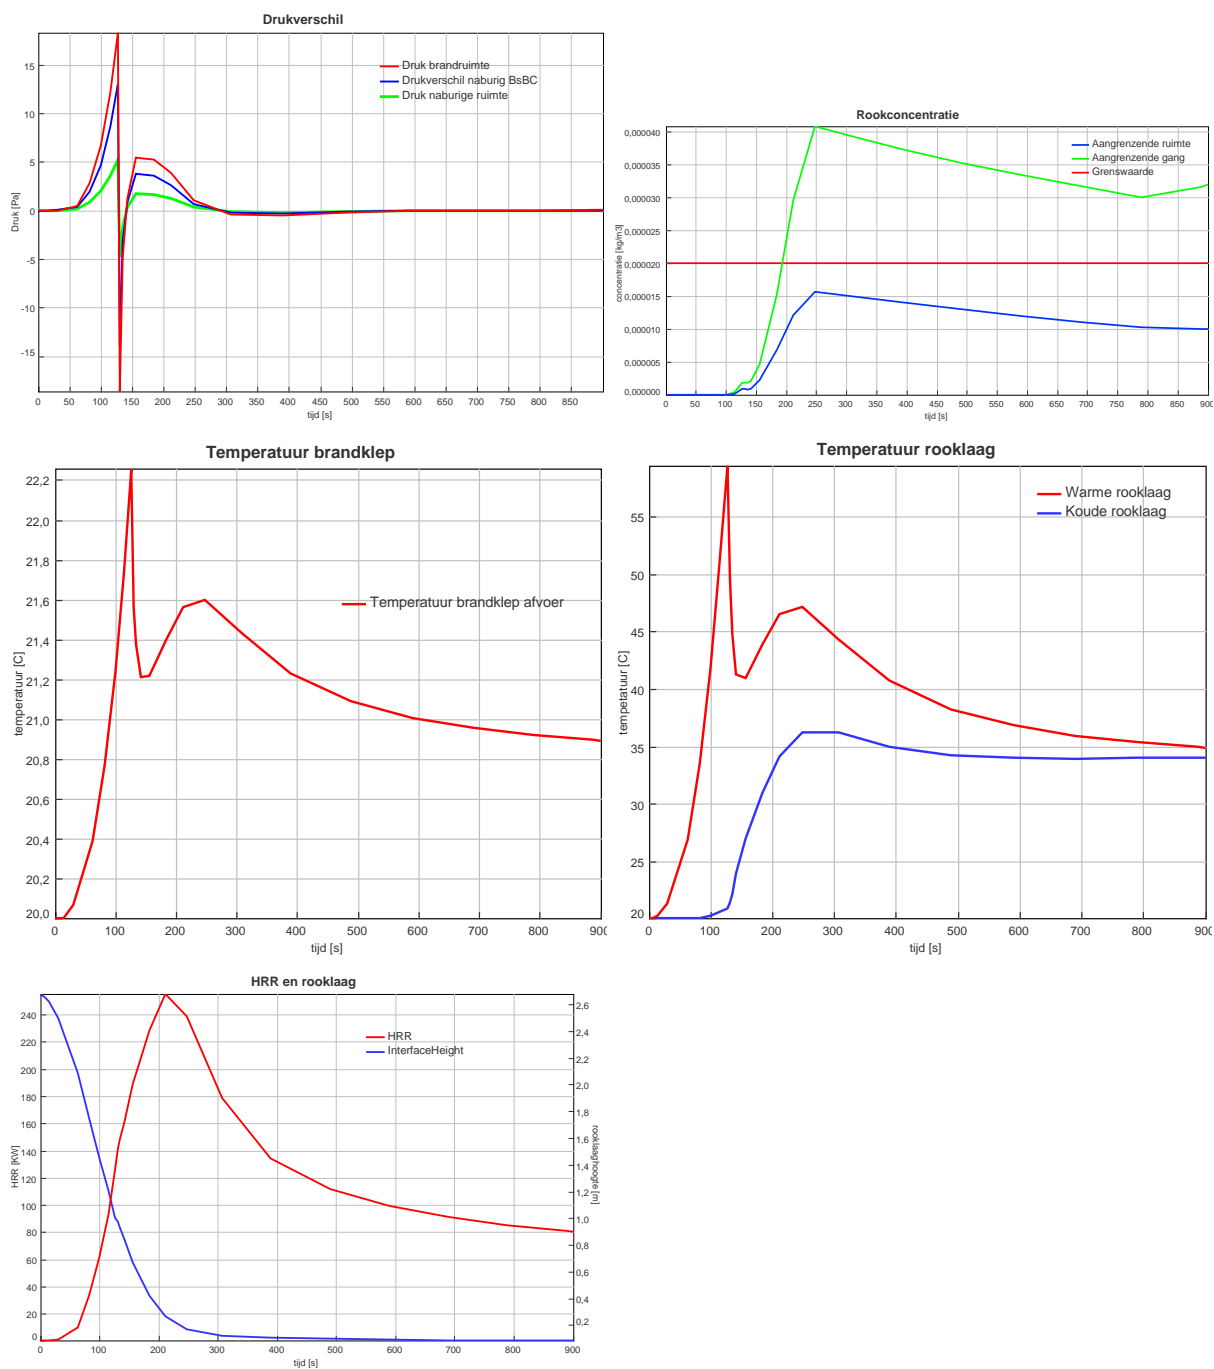 Drukverschil
Druk brandruimte
Drukverschil naburig BsBC
Druk naburige ruimte
Druk [Pa]
15
10
5
0
-5
-10
-15
0 50 100 150 200 250 300 350 400 450 500 550 600 650 700 750 800 850
tijd [s]
Rookconcentratie
Aangrenzende ruimte
Aangrenzende gang
Grenswaarde
concentratie [kg/m3]
0,000040
0,000035
0,000030
0,000025
0,000020
0,000015
0,000010
0,000005
0,000000
0 50 100 150 200 250 300 350 400 450 500 550 600 650 700 750 800 850 900
tijd [s]
Temperatuur brandklep
Temperatuur brandklep afvoer
temperatuur [C]
22,2
22,0
21,8
21,6
21,4
21,2
21,0
20,8
20,6
20,4
20,2
20,0
0 100 200 300 400 500 600 700 800 900
tijd [s]
Temperatuur rooklaag
Warme rooklaag
Koude rooklaag
tempetatuur [C]
55
50
45
40
35
30
25
20
0 100 200 300 400 500 600 700 800 900
tijd [s]
HRR en rooklaag
HRR
InterfaceHeight
HRR [KW]
240
220
200
180
160
140
120
100
80
60
40
20
0
rooklaaghoogte [m]
2,6
2,4
2,2
2,0
1,8
1,6
1,4
1,2
1,0
0,8
0,6
0,4
0,2
0 100 200 300 400 500 600 700 800 900
tijd [s]